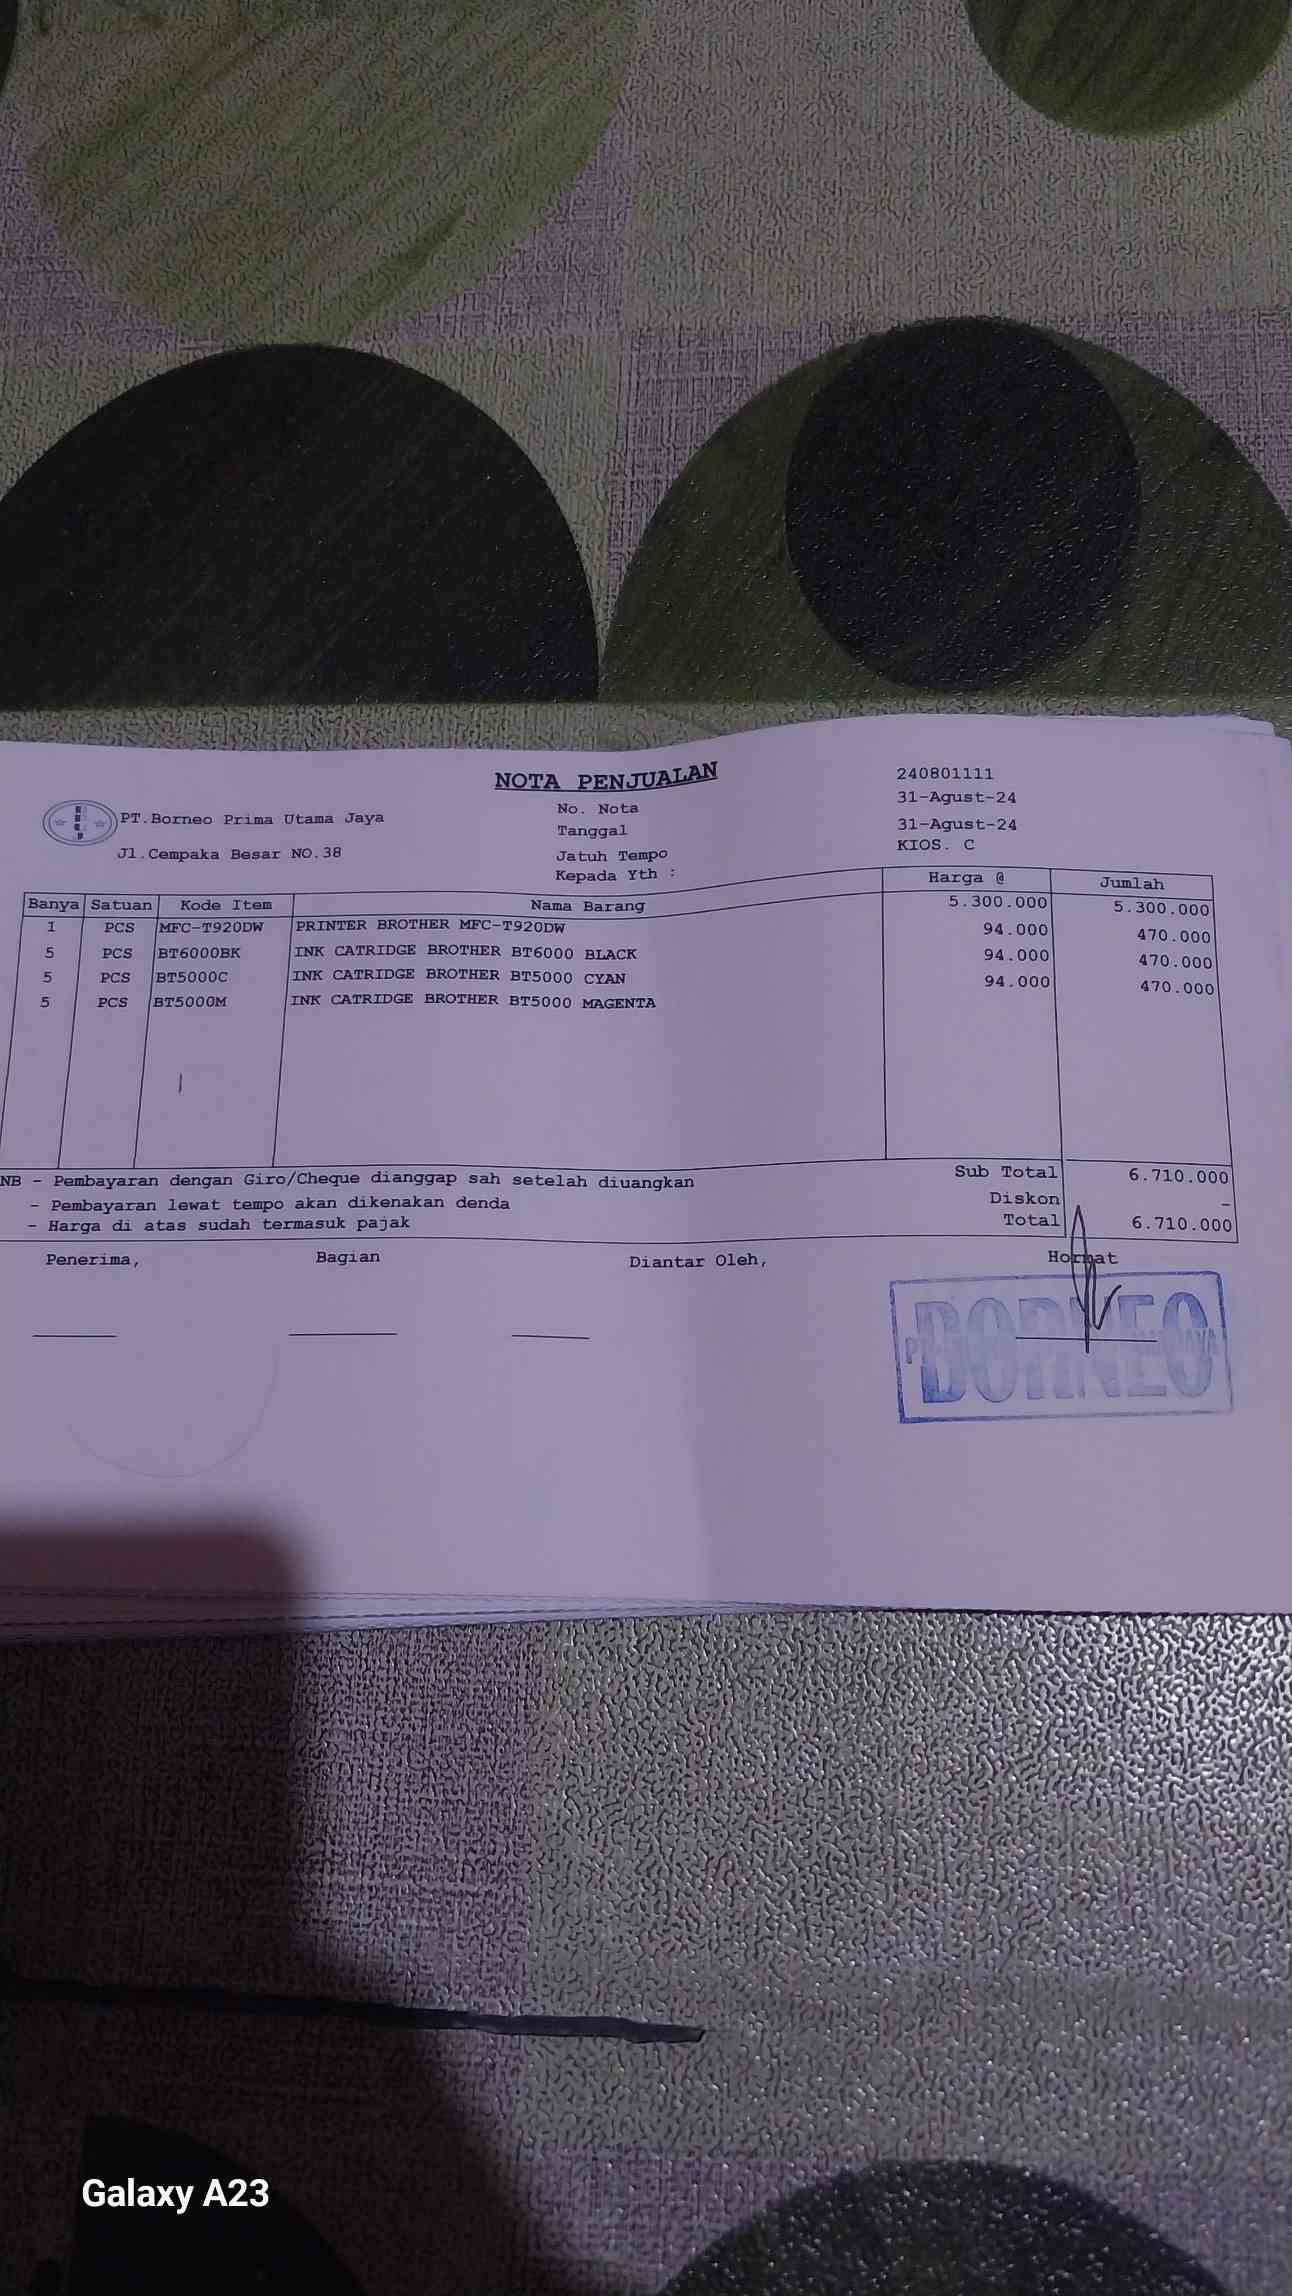 NOTA PENJUALAN
PT.Borneo Prima Utama Jaya
Jl.Cempaka Besar NO.38
No. Nota 240801111
Tanggal 31-Agust-24
Jatuh Tempo 31-Agust-24
Kepada Yth : KIOS. C
Banya Satuan Kode Item Nama Barang Harga @ Jumlah
1 PCS MFC-T920DW PRINTER BROTHER MFC-T920DW 5.300.000 5.300.000
5 PCS BT6000BK INK CATRIDGE BROTHER BT6000 BLACK 94.000 470.000
5 PCS BT5000C INK CATRIDGE BROTHER BT5000 CYAN 94.000 470.000
5 PCS BT5000M INK CATRIDGE BROTHER BT5000 MAGENTA 94.000 470.000
NB - Pembayaran dengan Giro/Cheque dianggap sah setelah diuangkan Sub Total 6.710.000
- Pembayaran lewat tempo akan dikenakan denda Diskon -
- Harga di atas sudah termasuk pajak Total 6.710.000
Penerima, Bagian Diantar Oleh, Hormat
BORNEO
Galaxy A23